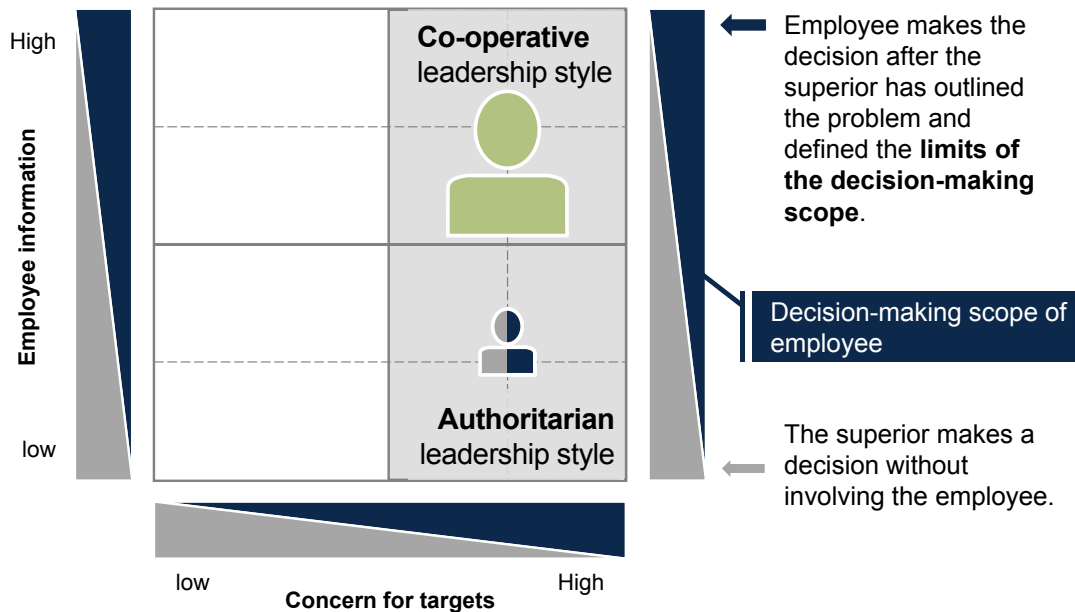 High
Employee information
low
Co-operative
leadership style
Authoritarian
leadership style
low
High
Concern for targets
Employee makes the
decision after the
superior has outlined
the problem and
defined the limits of
the decision-making
scope.
Decision-making scope of
employee
The superior makes a
decision without
involving the employee.